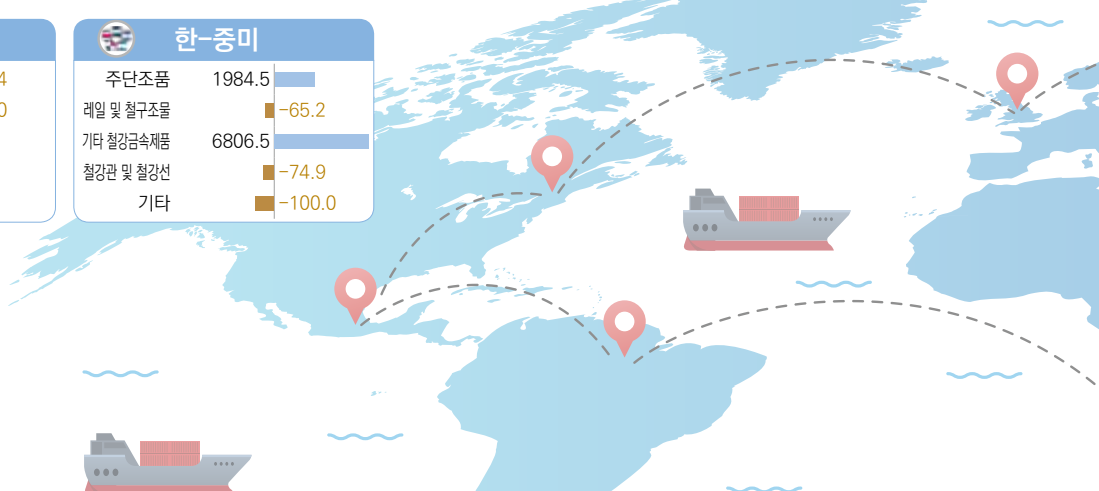 한-중미
주단조품 1984.5
레일 및 철구조물 -65.2
기타 철강금속제품 6806.5
철강관 및 철강선 -74.9
기타 -100.0
4
0